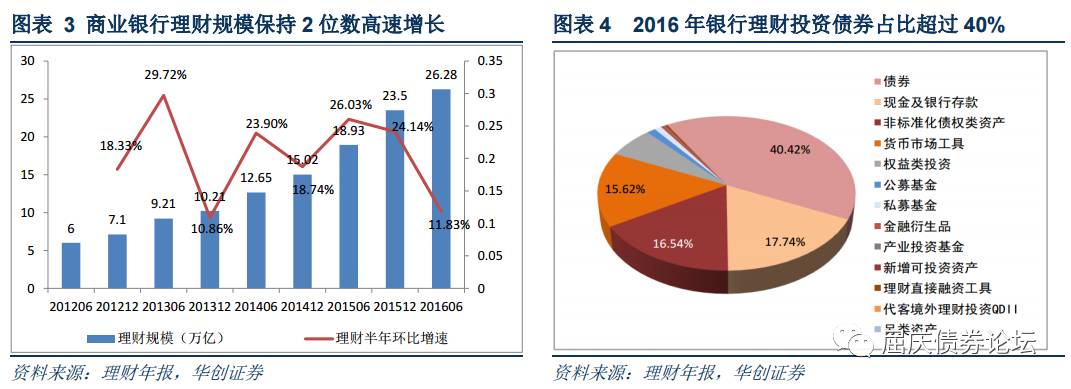 图表 3 商业银行理财规模保持 2 位数高速增长
30
25
20
15
10
5
0
0.35
0.3
0.25
0.2
0.15
0.1
0.05
0
6
7.1
9.21
10.21
12.65
15.02
18.93
23.5
26.28
18.33%
29.72%
10.86%
23.90%
18.74%
26.03%
24.14%
11.83%
201206 201212 201306 201312 201406 201412 201506 201512 201606
理财规模（万亿） 理财半年环比增速
资料来源：理财年报，华创证券
图表 4 2016 年银行理财投资债券占比超过 40%
40.42%
17.74%
16.54%
15.62%
债券
现金及银行存款
非标准化债权类资产
货币市场工具
权益类投资
公募基金
私募基金
金融衍生品
产业投资基金
新增可投资资产
理财直接融资工具
代客境外理财投资QDII
另类资产
屈庆债券论坛
资料来源：理财年报，华创证券